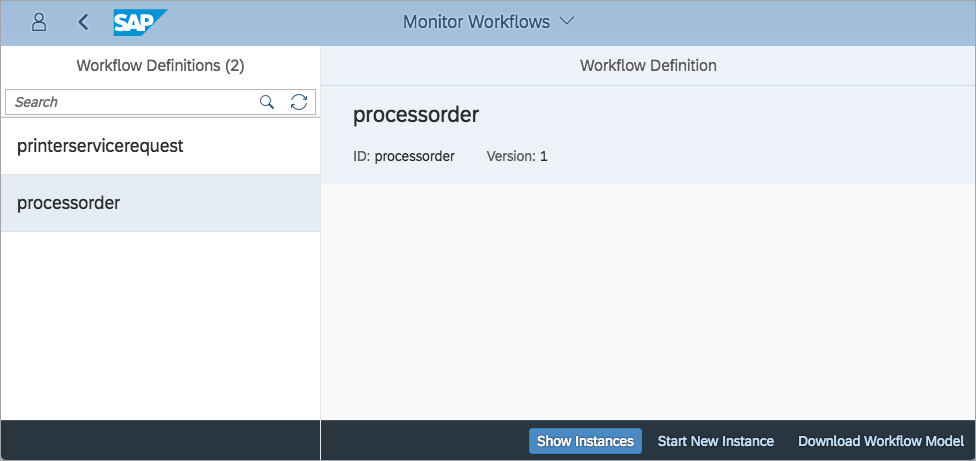 SAP
Monitor Workflows
Workflow Definitions (2)
Search
printerservicerequest
processorder
Workflow Definition
processorder
ID: processorder Version: 1
Show Instances Start New Instance Download Workflow Model